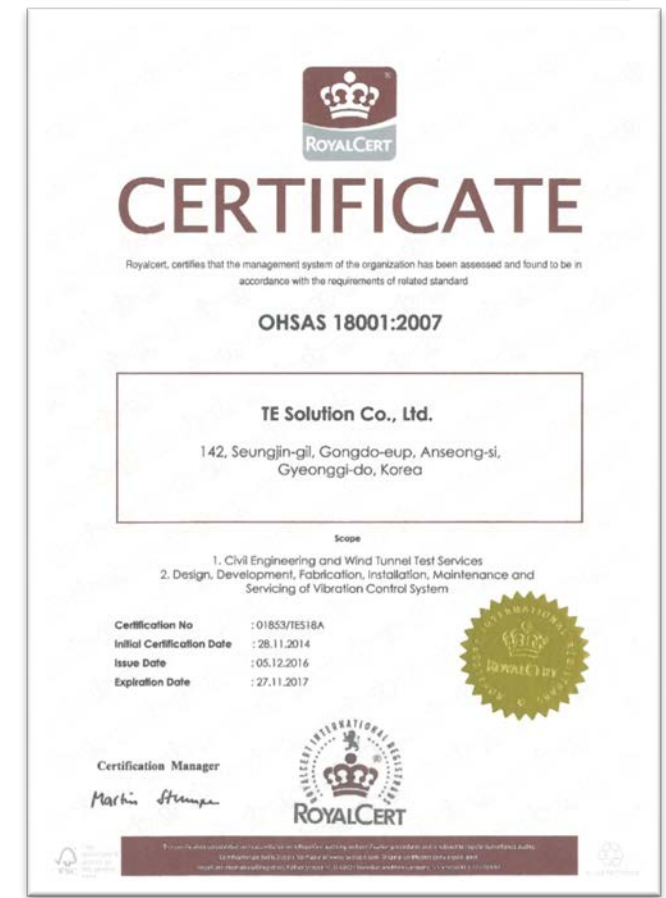 ROYALCERT
CERTIFICATE
Royalcert, certifies that the management system of the organization has been assessed and found to be in
accordance with the requirements of related standard
OHSAS 18001:2007
TE Solution Co., Ltd.
142, Seungjin-gil, Gongdo-eup, Anseong-si,
Gyeonggi-do, Korea
Scope
1. Civil Engineering and Wind Tunnel Test Services
2. Design, Development, Fabrication, Installation, Maintenance and
Servicing of Vibration Control System
Certification No : 01853/TES18A
Initial Certification Date : 28.11.2014
Issue Date : 05.12.2016
Expiration Date : 27.11.2017
ROYALCERT
Certification Manager
Martin
ROYALCERT INTERNATIONAL REGISTRARS
ROYALCERT